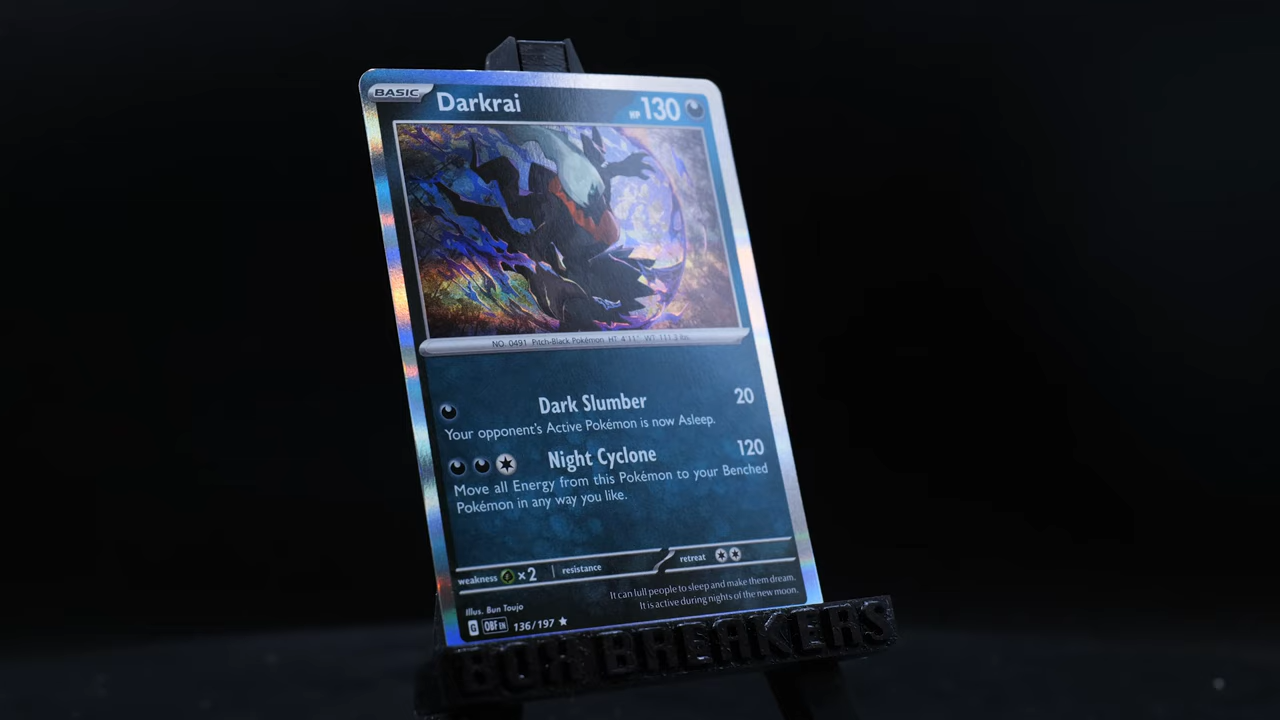 BASIC Darkrai HP 130
NO. 0491 Pitch-Black Pokémon HT: 4'11" WT: 111.3 lbs.
Dark Slumber 20
Your opponent's Active Pokémon is now Asleep.
Night Cyclone 120
Move all Energy from this Pokémon to your Benched
Pokémon in any way you like.
weakness ×2 resistance retreat
It can lull people to sleep and make them dream.
It is active during nights of the new moon.
Illus. Bun Toujo
G OBF EN 136/197
BOX BREAKERS